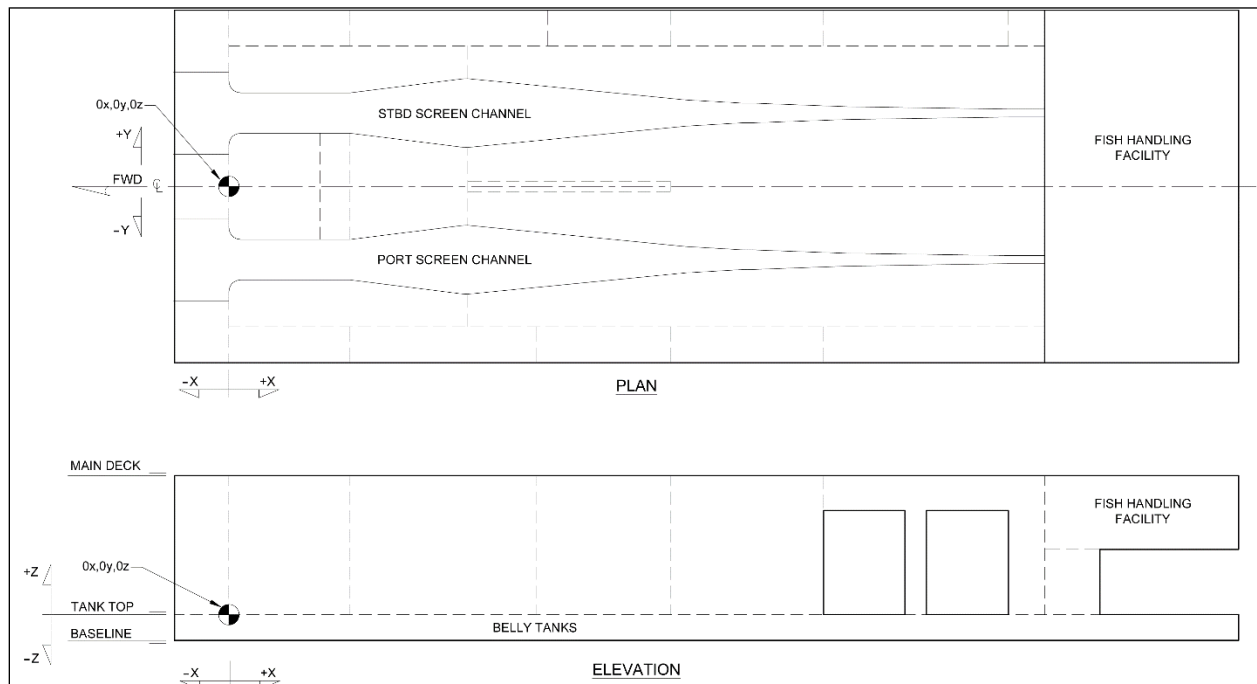 STBD SCREEN CHANNEL
0x,0y,0z
+Y
FWD
℄
-Y
FISH HANDLING
FACILITY
PORT SCREEN CHANNEL
-X
+X
PLAN
MAIN DECK
FISH HANDLING
FACILITY
+Z
0x,0y,0z
TANK TOP
BASELINE
BELLY TANKS
-Z
-X
+X
ELEVATION